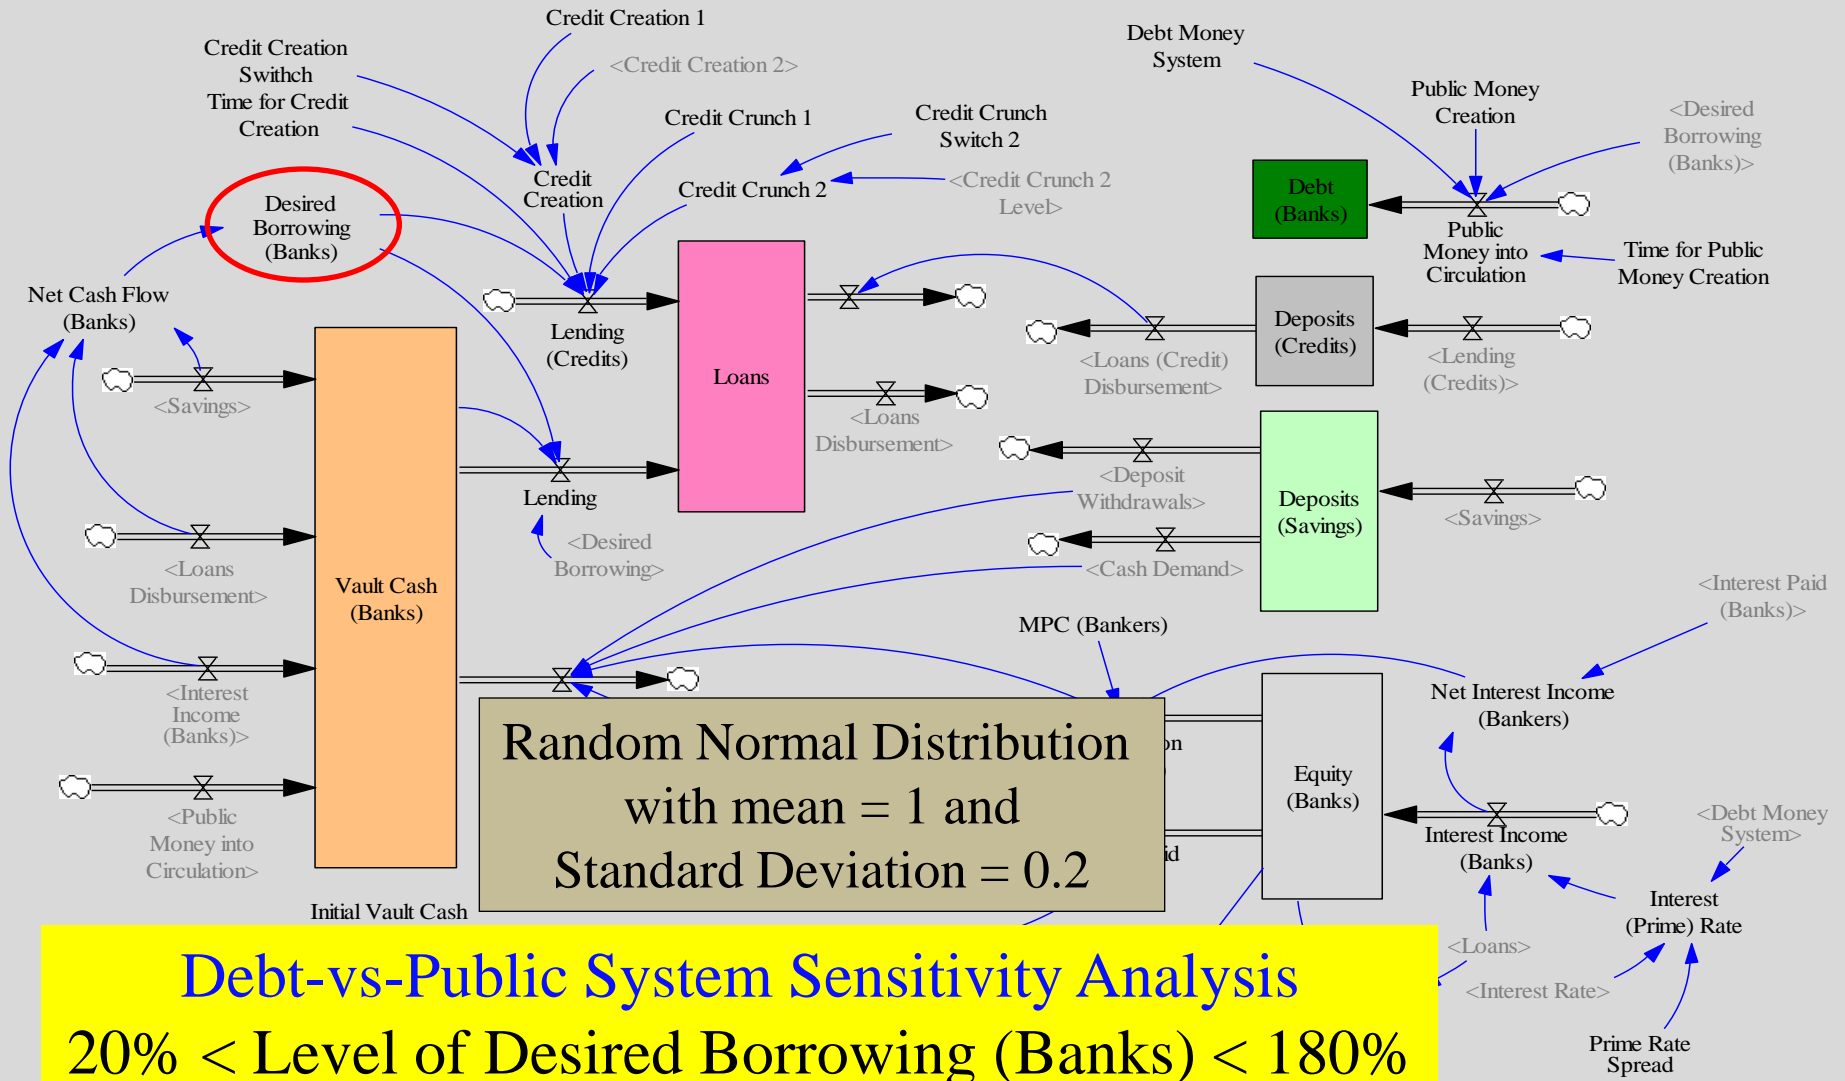 Credit Creation 1
Credit Creation
Swithch
<Credit Creation 2>
Time for Credit
Creation
Credit Crunch 1
Credit Crunch
Switch 2
Credit
Creation
Credit Crunch 2
<Credit Crunch 2
Level>
Debt Money
System
Public Money
Creation
<Desired
Borrowing
(Banks)>
Debt
(Banks)
Public
Money into
Circulation
Time for Public
Money Creation
Desired
Borrowing
(Banks)
Net Cash Flow
(Banks)
Lending
(Credits)
Loans
<Loans (Credit)
Disbursement>
Deposits
(Credits)
<Lending
(Credits)>
<Savings>
<Loans
Disbursement>
Lending
<Desired
Borrowing>
<Deposit
Withdrawals>
Deposits
(Savings)
<Savings>
<Cash Demand>
<Loans
Disbursement>
Vault Cash
(Banks)
<Interest
Income
(Banks)>
<Public
Money into
Circulation>
MPC (Bankers)
<Interest Paid
(Banks)>
Net Interest Income
(Bankers)
Random Normal Distribution
with mean = 1 and
Standard Deviation = 0.2
Equity
(Banks)
Interest Income
(Banks)
<Debt Money
System>
Interest
(Prime) Rate
<Loans>
<Interest Rate>
Prime Rate
Spread
Initial Vault Cash
Debt-vs-Public System Sensitivity Analysis
20% < Level of Desired Borrowing (Banks) < 180%